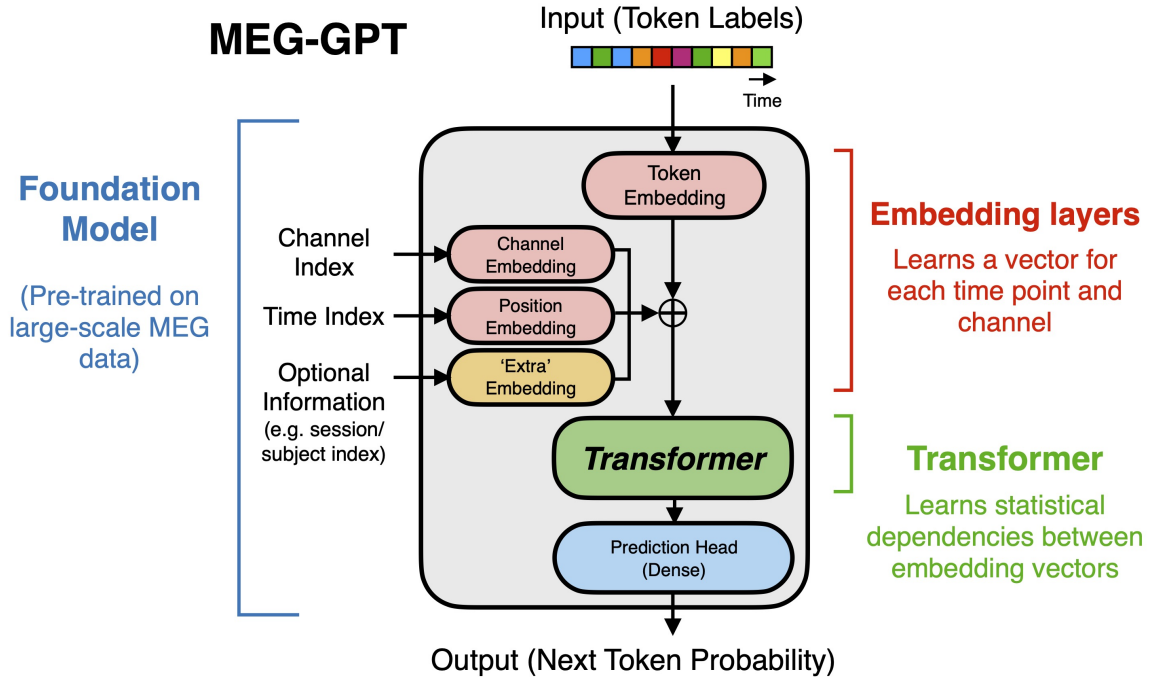 MEG-GPT
Input (Token Labels)
Time
Foundation
Model
(Pre-trained on
large-scale MEG
data)
Channel
Index
Time Index
Optional
Information
(e.g. session/
subject index)
Token
Embedding
Channel
Embedding
Position
Embedding
‘Extra’
Embedding
Transformer
Prediction Head
(Dense)
Output (Next Token Probability)
Embedding layers
Learns a vector for
each time point and
channel
Transformer
Learns statistical
dependencies between
embedding vectors